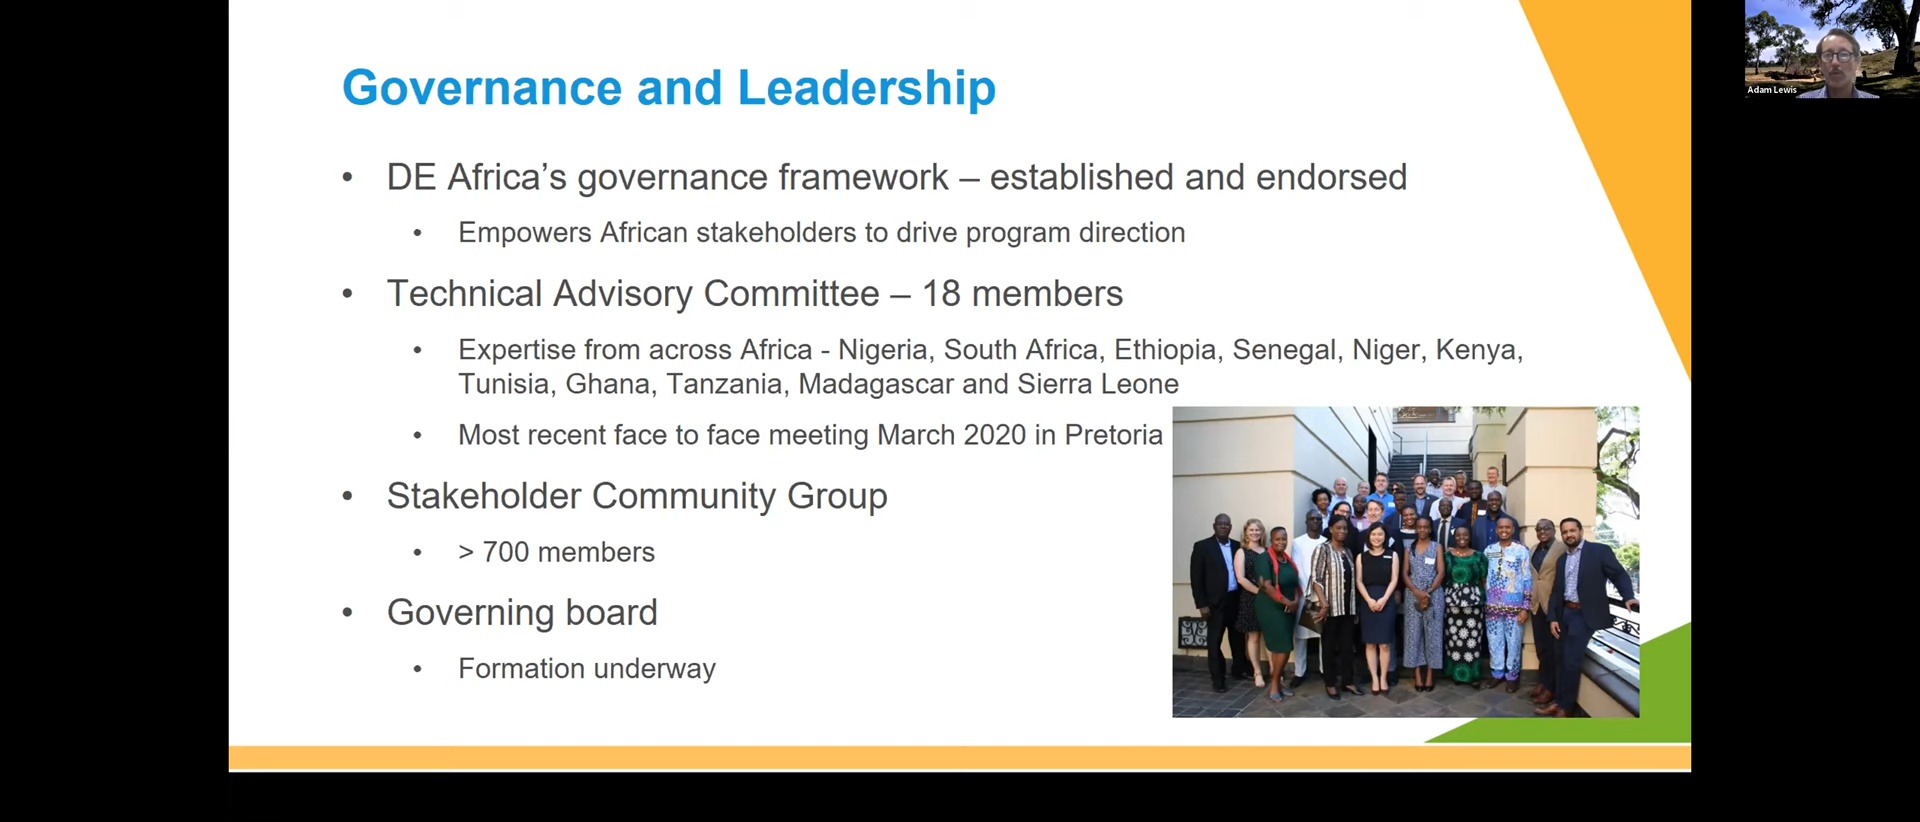 Governance and Leadership
• DE Africa’s governance framework – established and endorsed
• Empowers African stakeholders to drive program direction
• Technical Advisory Committee – 18 members
• Expertise from across Africa - Nigeria, South Africa, Ethiopia, Senegal, Niger, Kenya,
Tunisia, Ghana, Tanzania, Madagascar and Sierra Leone
• Most recent face to face meeting March 2020 in Pretoria
• Stakeholder Community Group
• > 700 members
• Governing board
• Formation underway
Adam Lewis